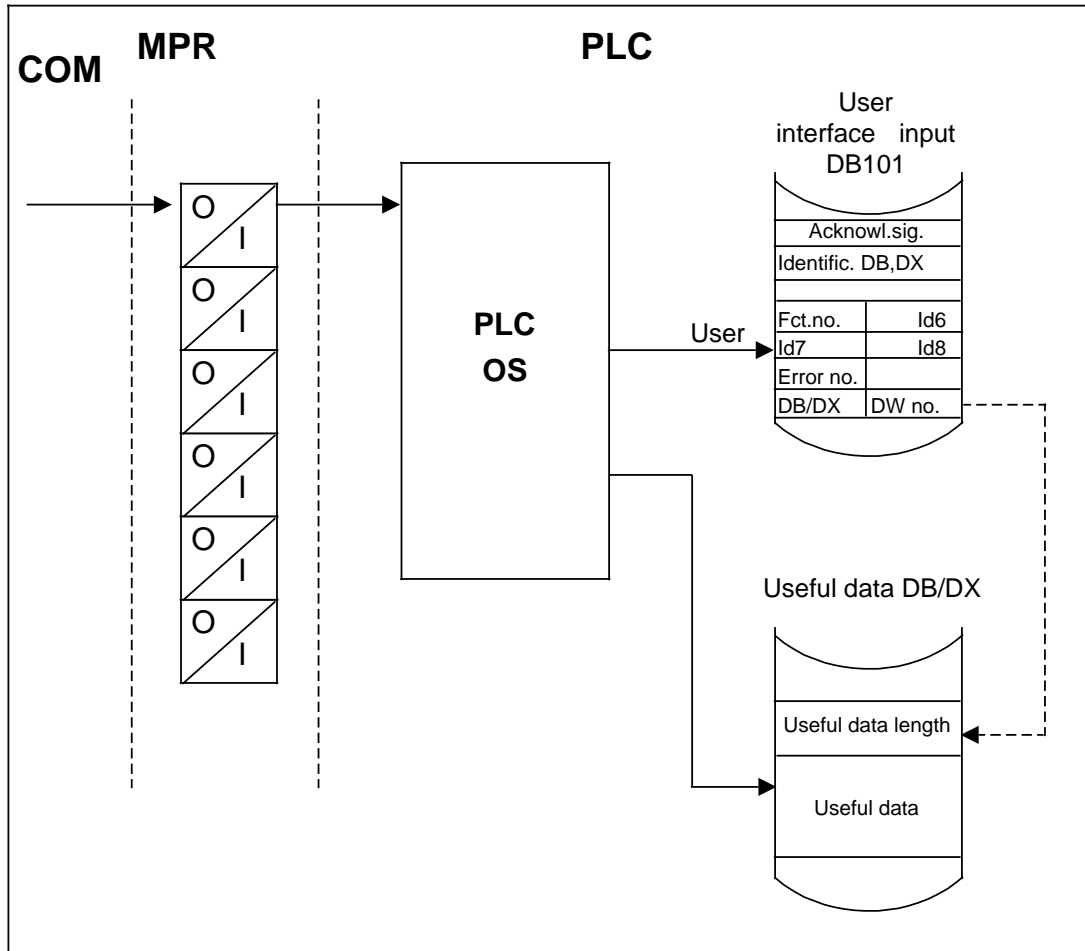 COM
MPR
PLC
User
interface input
DB101
Acknowl.sig.
Identific. DB,DX
Fct.no. Id6
Id7 Id8
Error no.
DB/DX DW no.
User
PLC
OS
O
I
O
I
O
I
O
I
O
I
O
I
Useful data DB/DX
Useful data length
Useful data